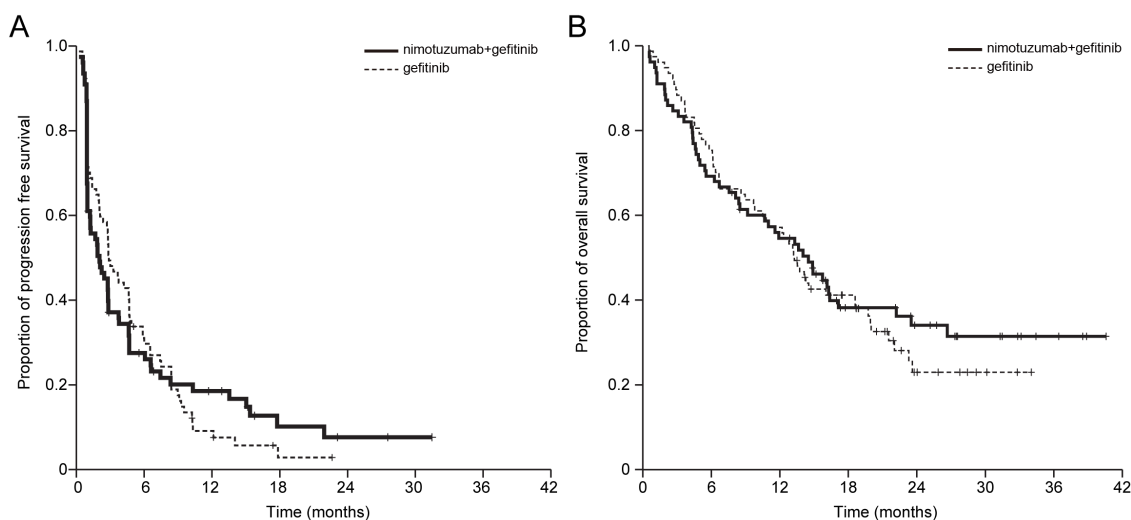 A
nimotuzumab+gefitinib
gefitinib
Proportion of progression free survival
1.0
0.8
0.6
0.4
0.2
0
0 6 12 18 24 30 36 42
Time (months)
B
nimotuzumab+gefitinib
gefitinib
Proportion of overall survival
1.0
0.8
0.6
0.4
0.2
0
0 6 12 18 24 30 36 42
Time (months)